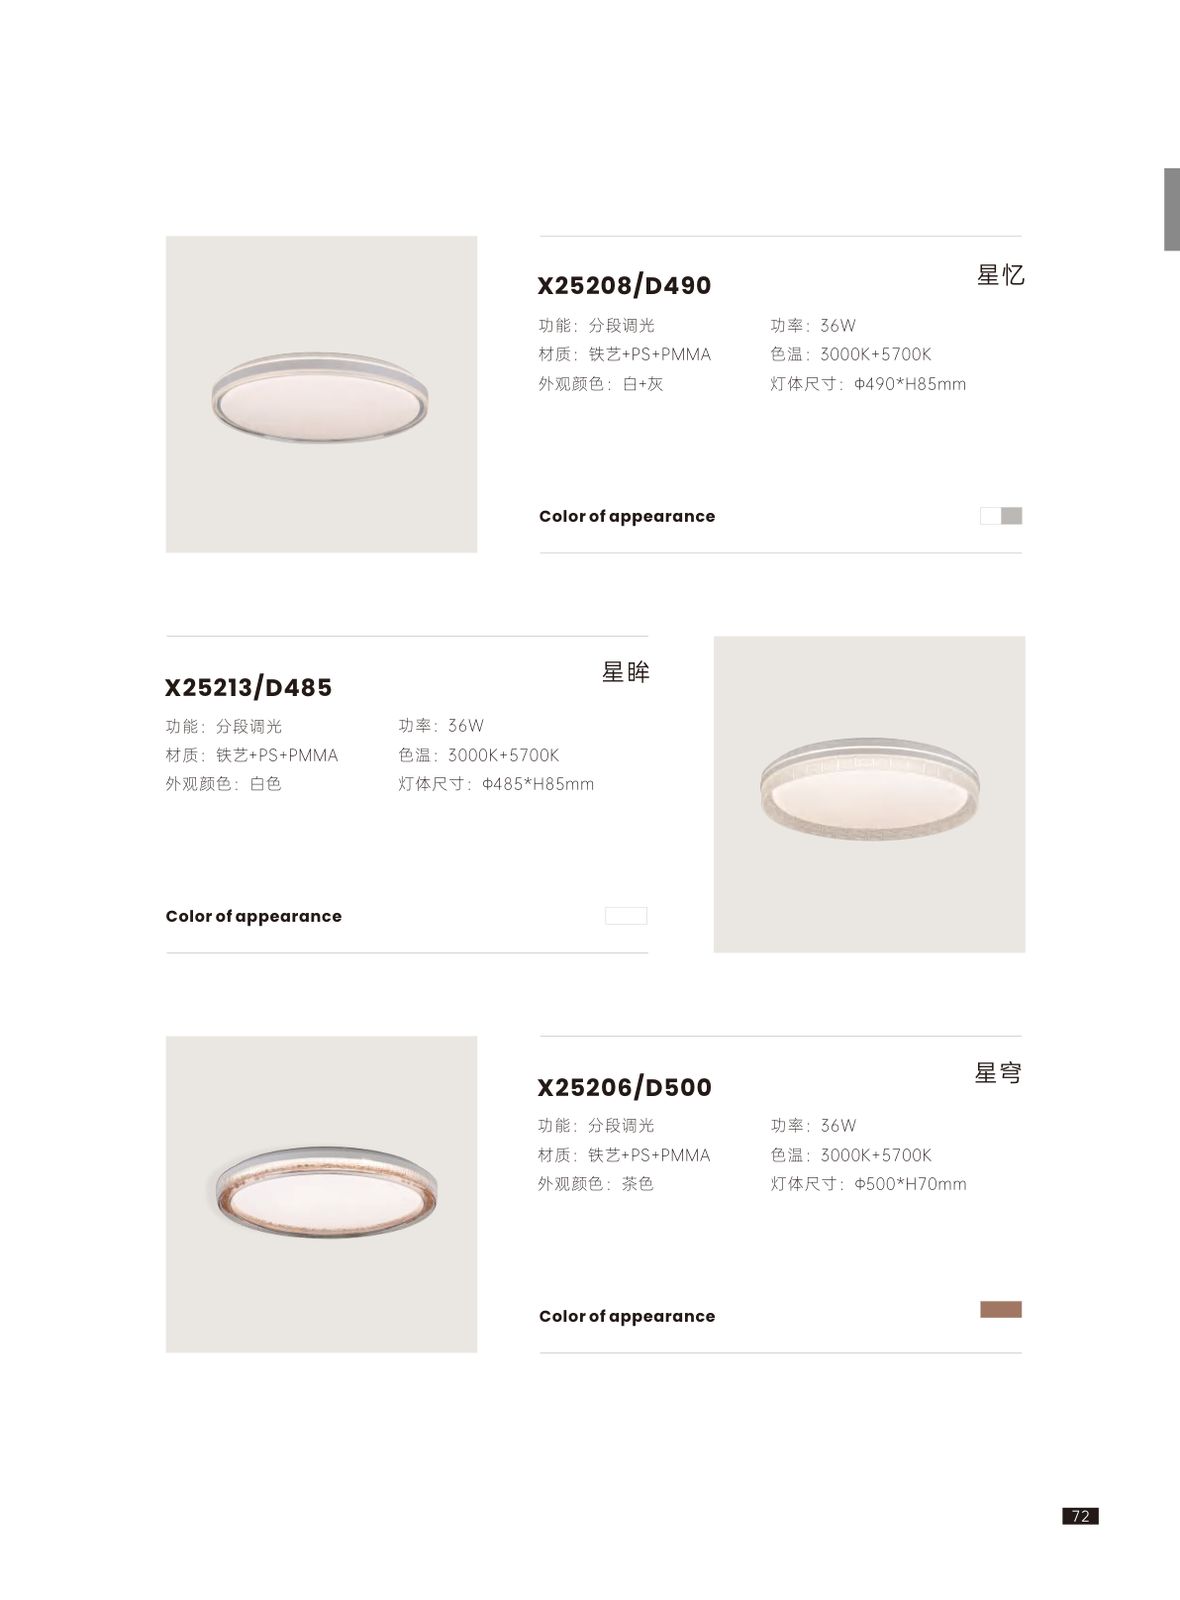 X25208/D490
星忆
功能：分段调光
功率：36W
材质：铁艺+PS+PMMA
色温：3000K+5700K
外观颜色：白+灰
灯体尺寸：Φ490*H85mm
Color of appearance
X25213/D485
星眸
功能：分段调光
功率：36W
材质：铁艺+PS+PMMA
色温：3000K+5700K
外观颜色：白色
灯体尺寸：Φ485*H85mm
Color of appearance
X25206/D500
星穹
功能：分段调光
功率：36W
材质：铁艺+PS+PMMA
色温：3000K+5700K
外观颜色：茶色
灯体尺寸：Φ500*H70mm
Color of appearance
72